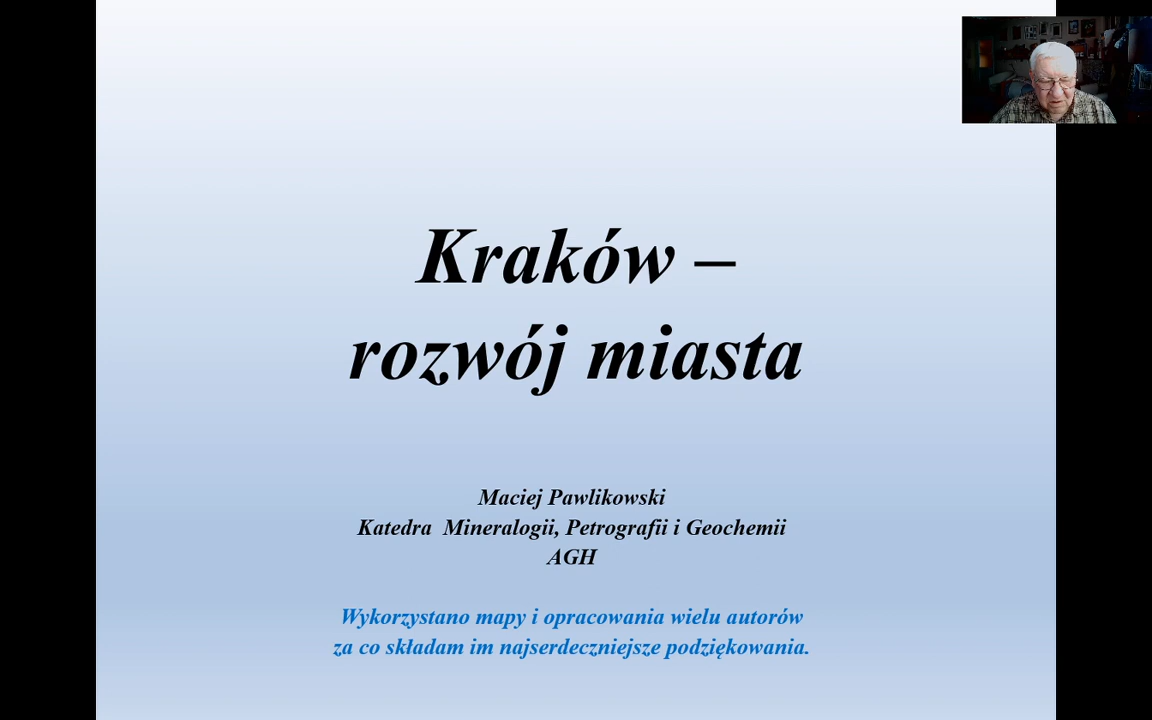 Kraków –
rozwój miasta
Maciej Pawlikowski
Katedra Mineralogii, Petrografii i Geochemii
AGH
Wykorzystano mapy i opracowania wielu autorów
za co składam im najserdeczniejsze podziękowania.